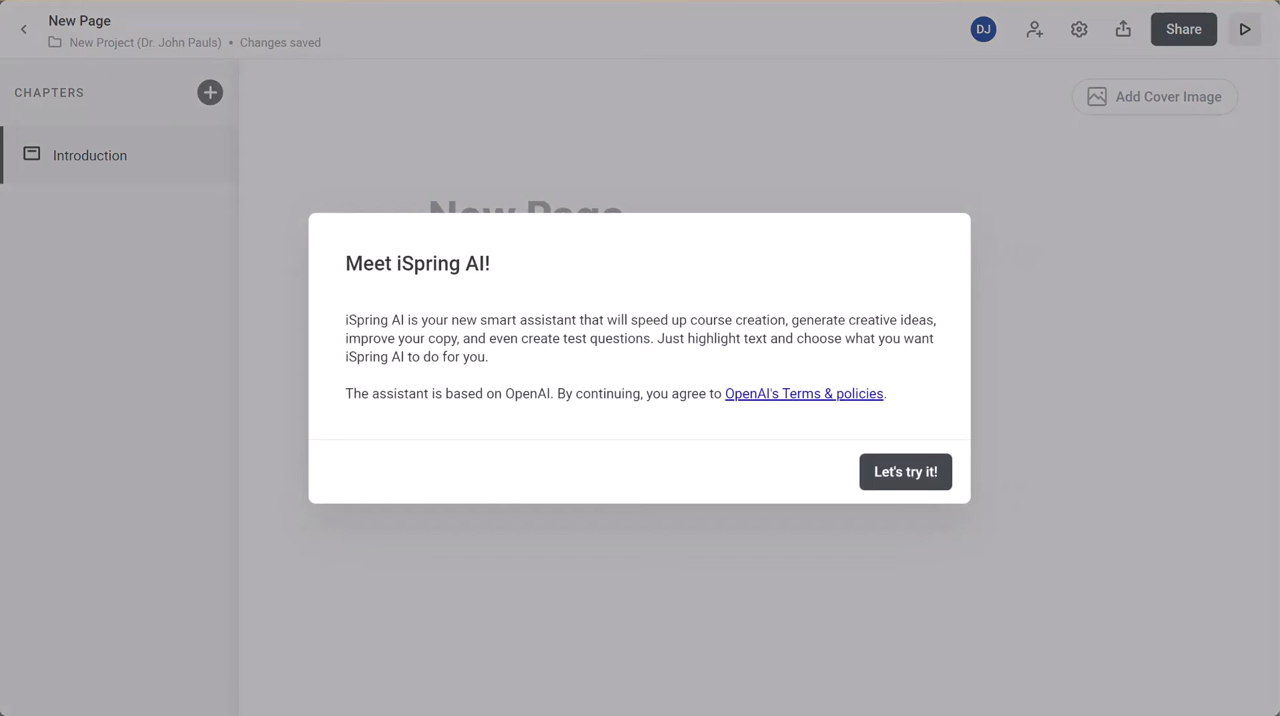 New Page
New Project (Dr. John Pauls) • Changes saved
DJ
Share
CHAPTERS
Add Cover Image
Introduction
New Page
Meet iSpring AI!
iSpring AI is your new smart assistant that will speed up course creation, generate creative ideas,
improve your copy, and even create test questions. Just highlight text and choose what you want
iSpring AI to do for you.
The assistant is based on OpenAI. By continuing, you agree to OpenAI's Terms & policies.
Let's try it!